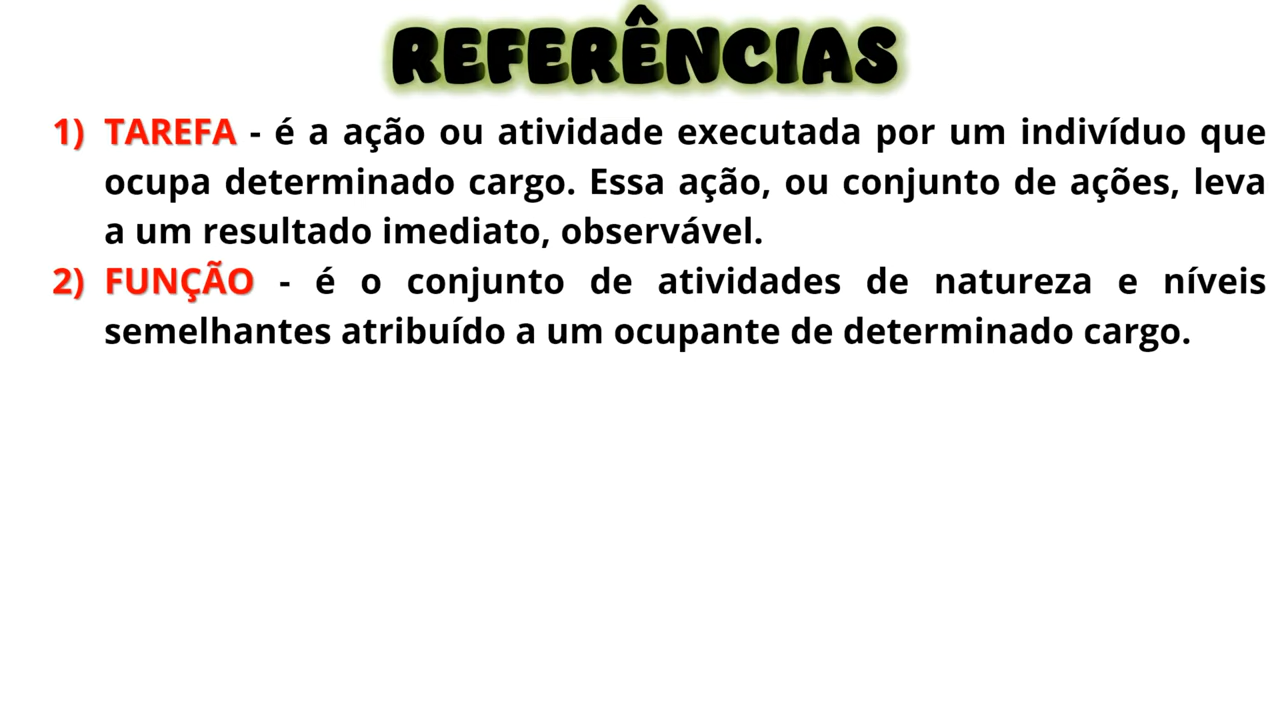 REFERÊNCIAS
1) TAREFA - é a ação ou atividade executada por um indivíduo que
ocupa determinado cargo. Essa ação, ou conjunto de ações, leva
a um resultado imediato, observável.
2) FUNÇÃO - é o conjunto de atividades de natureza e níveis
semelhantes atribuído a um ocupante de determinado cargo.